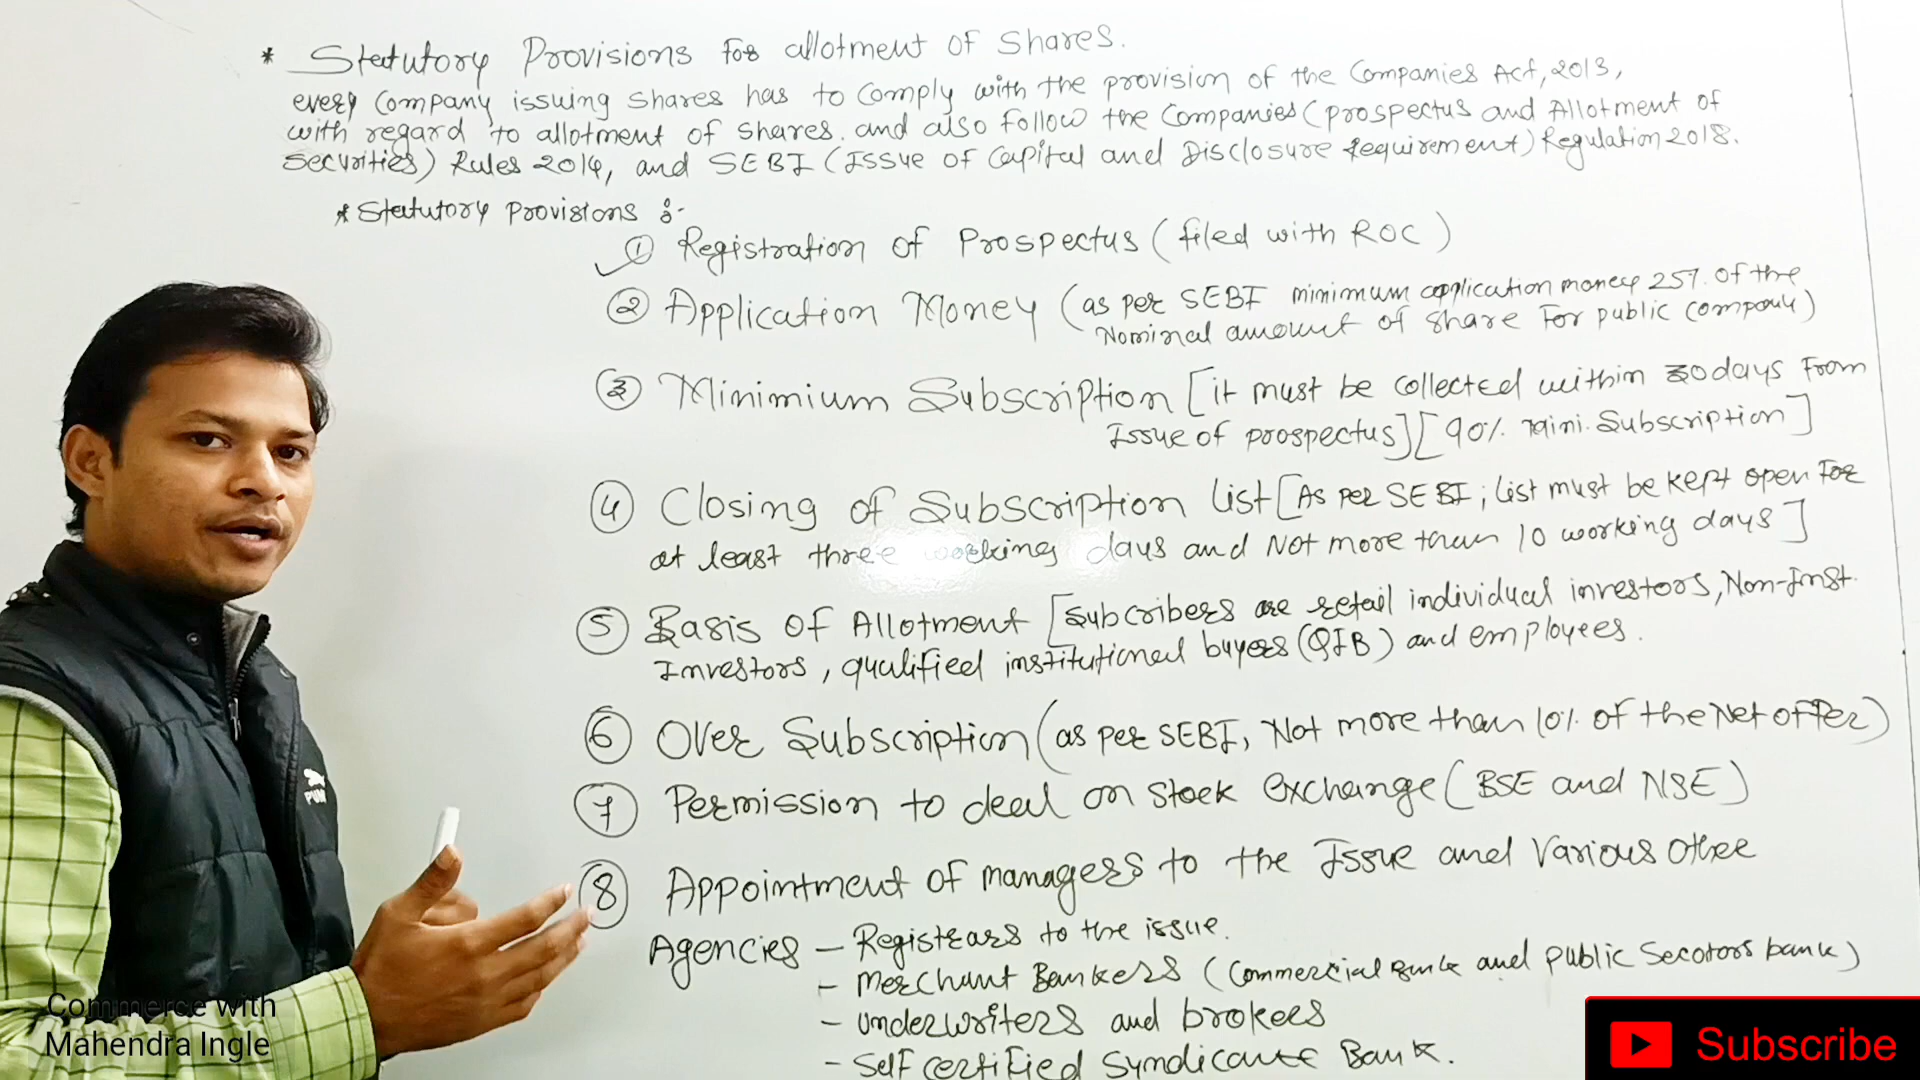 * Statutory Provisions for allotment of shares.
every company issuing shares has to comply with the provision of the Companies Act, 2013,
with regard to allotment of shares. and also follow the Companies (prospectus and Allotment of
Securities) Rules 2014, and SEBI (Issue of Capital and Disclosure Requirement) Regulation 2018.
* Statutory Provisions :-
① Registration of Prospectus (filed with ROC)
② Application Money (as per SEBI minimum application money 25% of the
Nominal amount of share for public company)
③ Minimium Subscription [it must be collected within 30 days from
Issue of prospectus] [90% mini. Subscription]
④ Closing of Subscription list [As per SEBI; list must be kept open for
at least three working days and Not more than 10 working days]
⑤ Basis of Allotment [Subcribers are retail individual investors, Non-Inst.
Investors, qualified institutional buyers (QIB) and employees.
⑥ Over Subscription (as per SEBI, Not more than 10% of the Net offer)
⑦ Permission to deal on stock exchange (BSE and NSE)
⑧ Appointment of managers to the Issue and various other
Agencies – Registrars to the issue.
– Merchant Bankers (Commercial Bank and public Secotors bank)
– underwriters and brokers
– Self certified Syndicate Bank.
PUMA
Commerce with
Mahendra Ingle
Subscribe